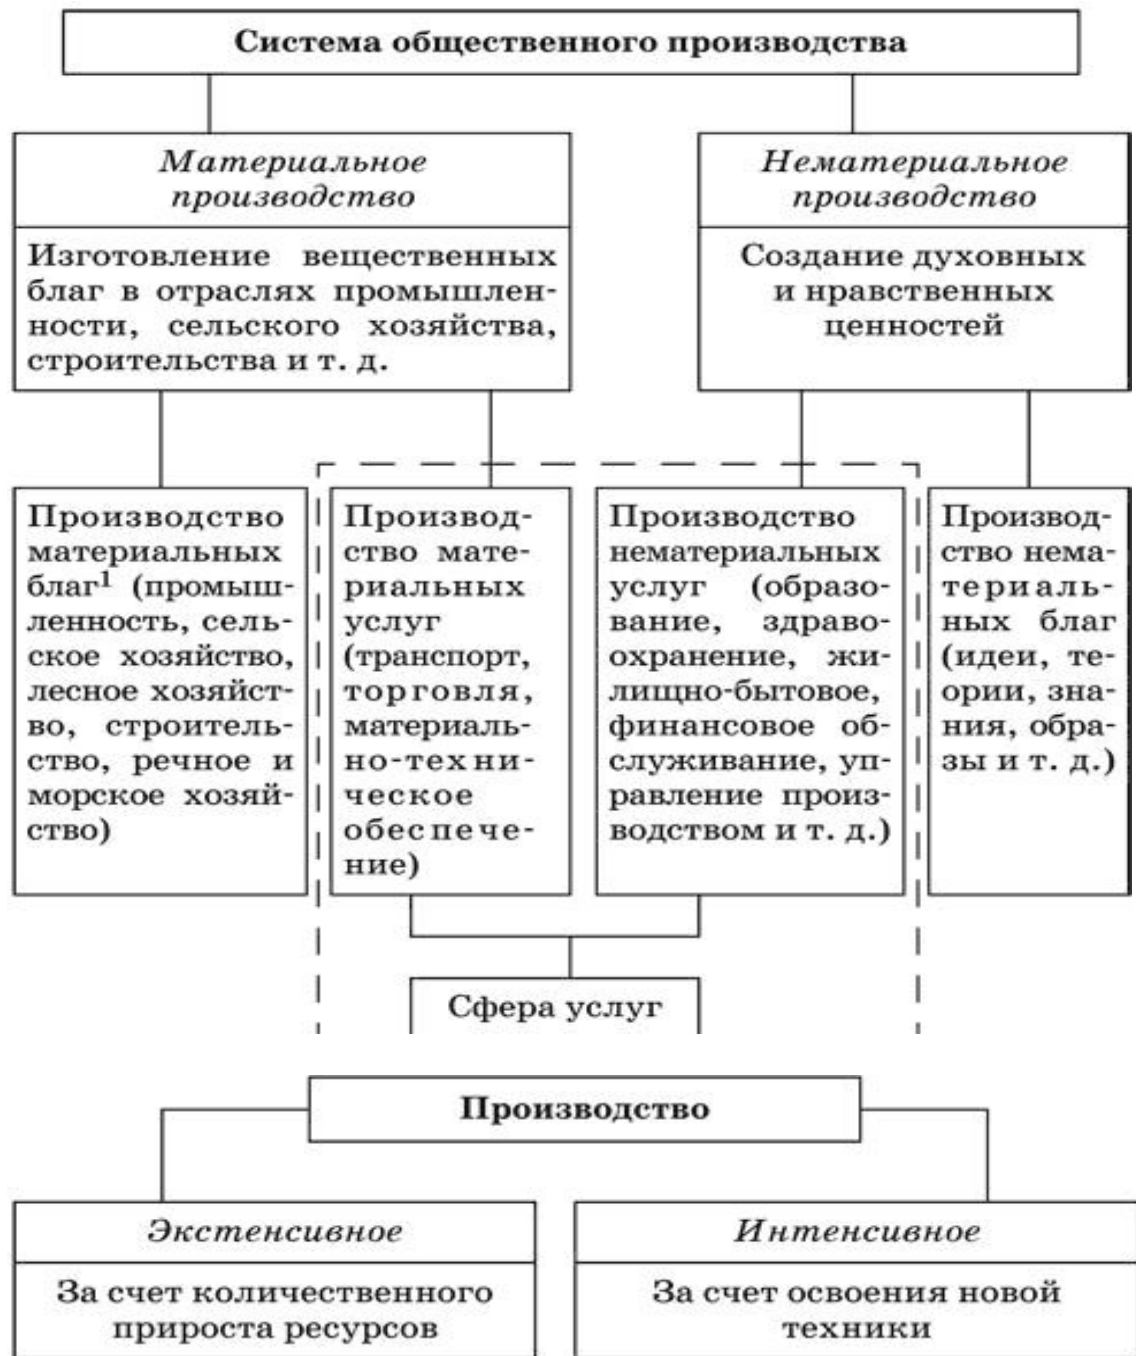 Система общественного производства
Материальное
производство
Изготовление вещественных
благ в отраслях промышлен-
ности, сельского хозяйства,
строительства и т. д.
Нематериальное
производство
Создание духовных
и нравственных
ценностей
Производство
материальных
благ¹ (промыш-
ленность, сель-
ское хозяйство,
лесное хозяйст-
во, строитель-
ство, речное и
морское хозяй-
ство)
Производ-
ство мате-
риальных
услуг
(транспорт,
торговля,
материаль-
но-техни-
ческое
обеспече-
ние)
Производство
нематериальных
услуг (образо-
вание, здраво-
охранение, жи-
лищно-бытовое,
финансовое об-
служивание, уп-
равление произ-
водством и т. д.)
Производ-
ство нема-
териаль-
ных благ
(идеи, те-
ории, зна-
ния, обра-
зы и т. д.)
Сфера услуг
Производство
Экстенсивное
За счет количественного
прироста ресурсов
Интенсивное
За счет освоения новой
техники